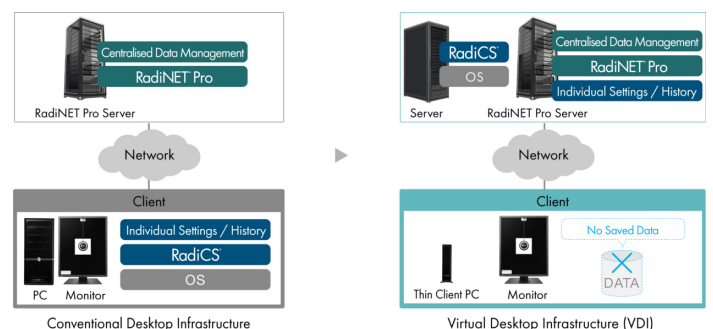 Centralised Data Management
RadiNET Pro
RadiNET Pro Server
Network
Client
Individual Settings / History
RadiCS
OS
PC
Monitor
Conventional Desktop Infrastructure
RadiCS
OS
Server
Centralised Data Management
RadiNET Pro
Individual Settings / History
RadiNET Pro Server
Network
Client
No Saved Data
DATA
Thin Client PC
Monitor
Virtual Desktop Infrastructure (VDI)